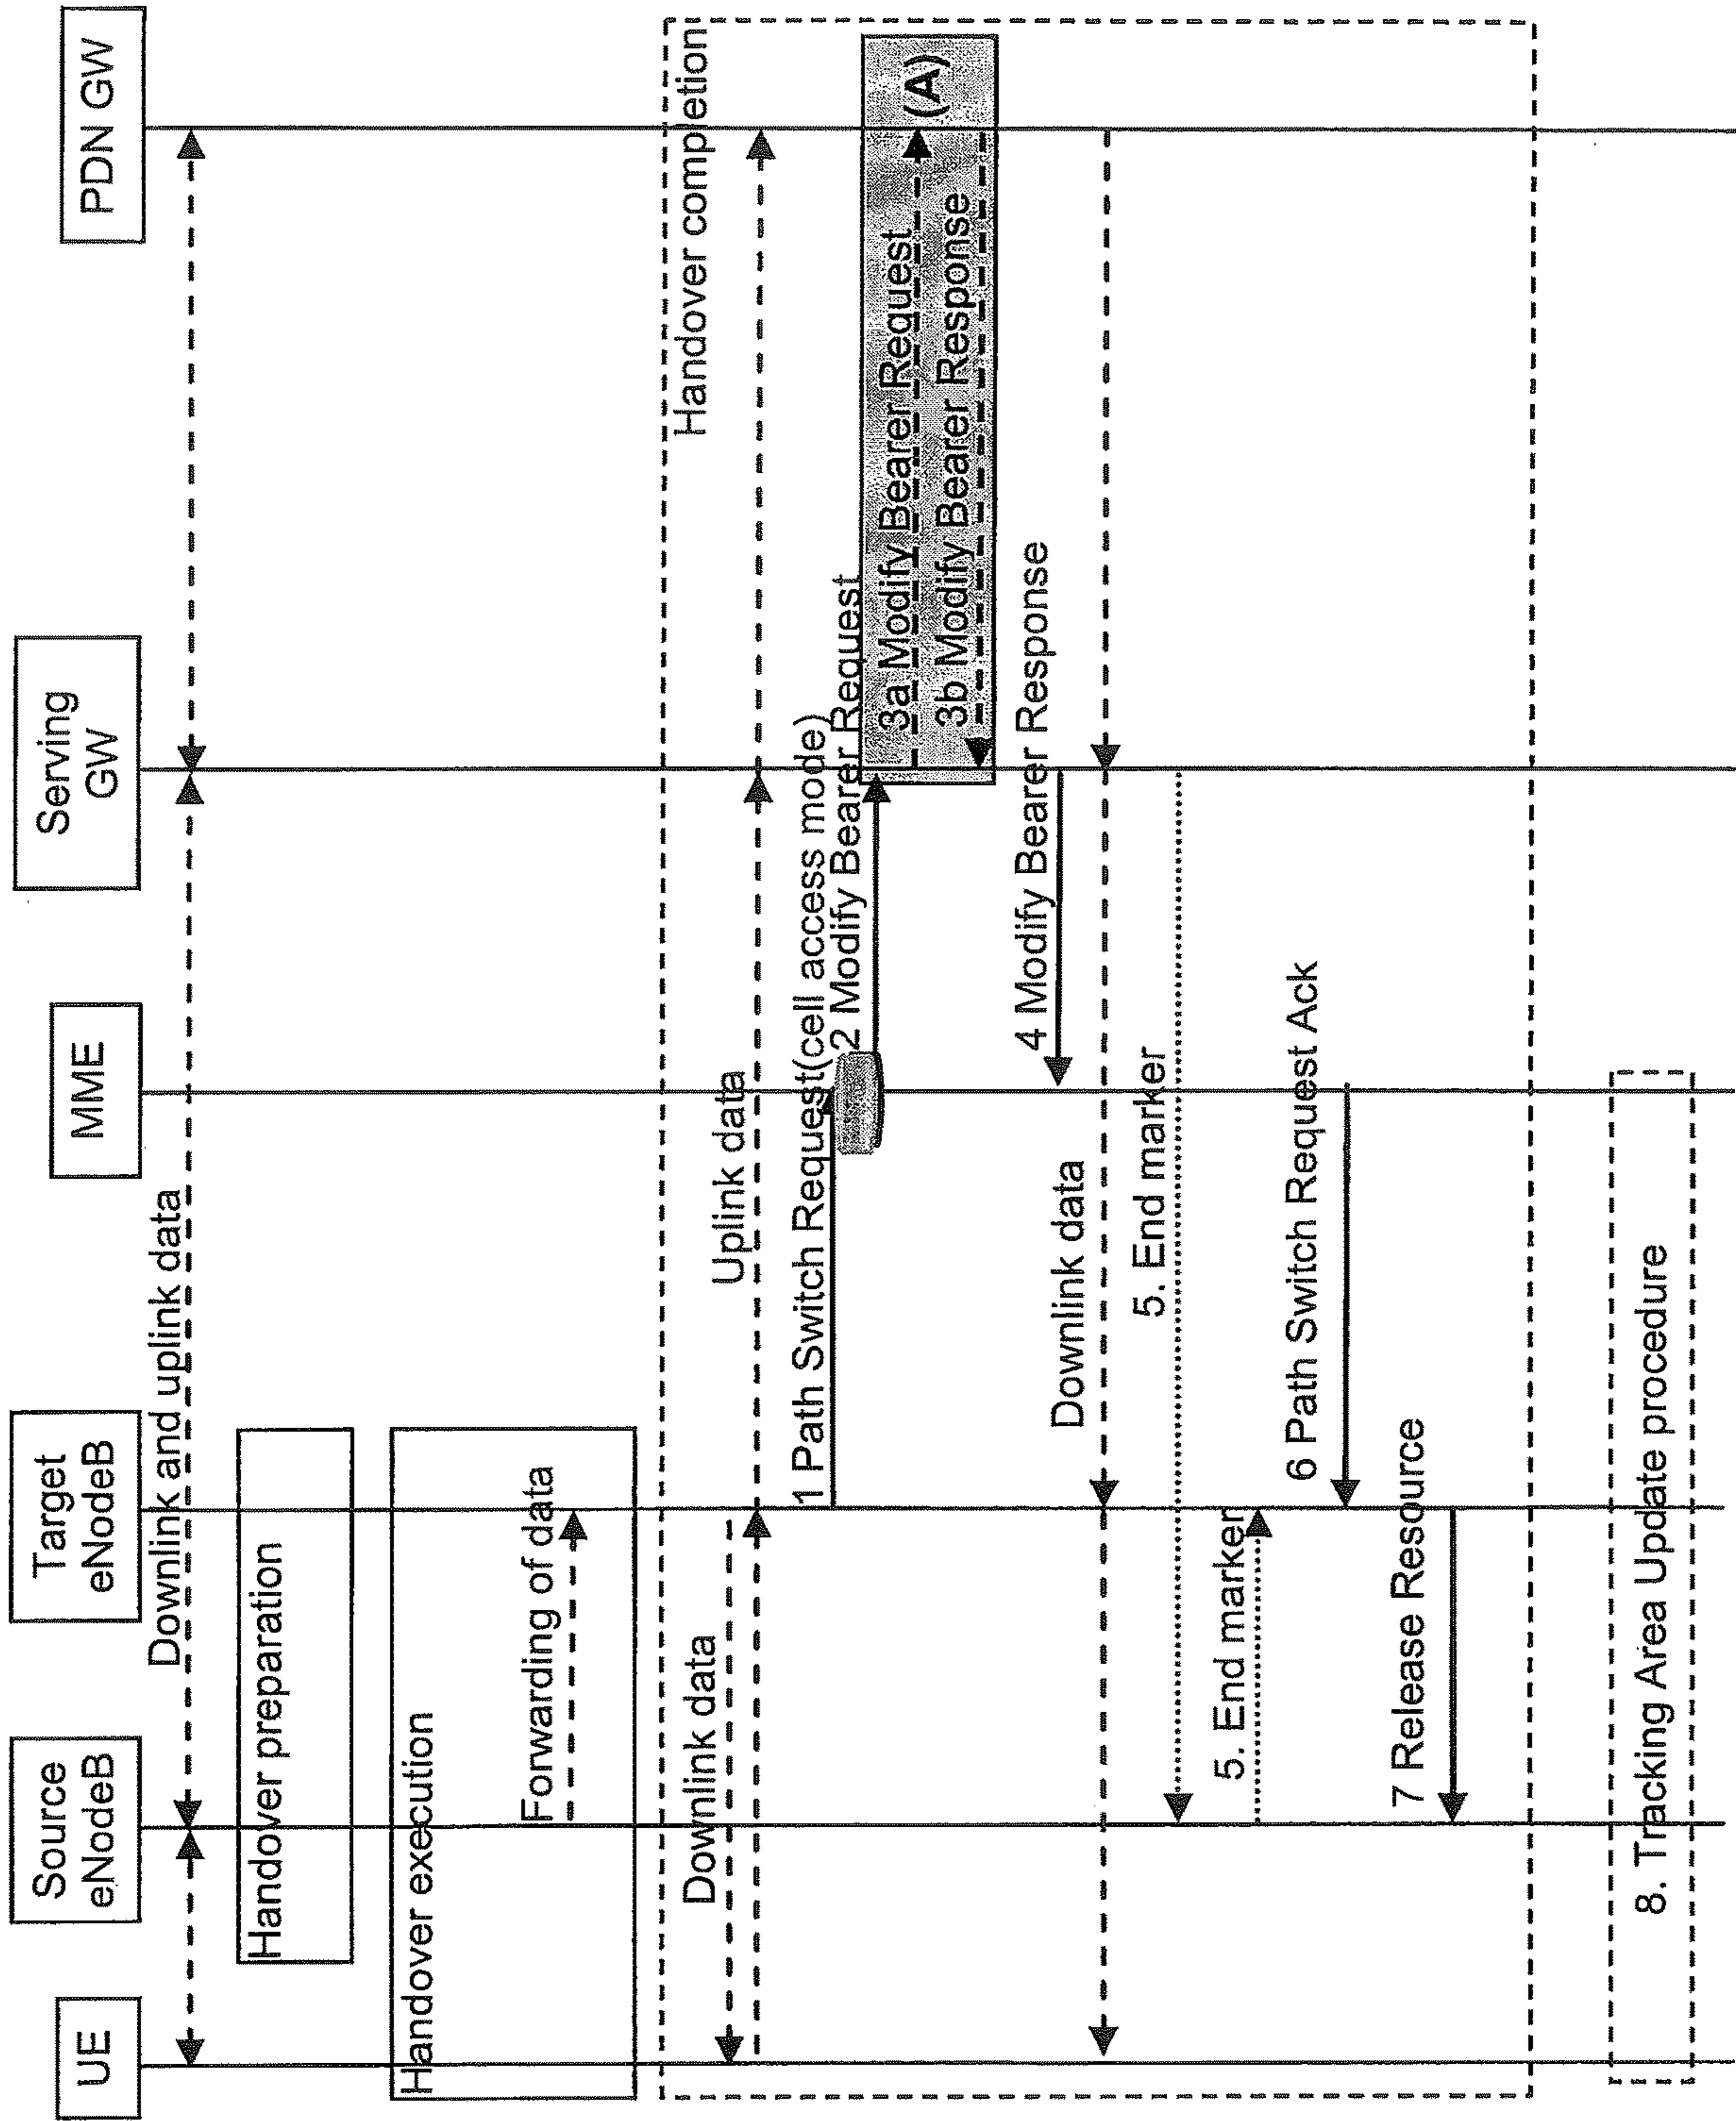 UE
Source
eNodeB
Target
eNodeB
MME
Serving
GW
PDN GW
Downlink and uplink data
Handover preparation
Handover execution
Forwarding of data
Handover completion
Downlink data
Uplink data
1 Path Switch Request(cell access mode)
2 Modify Bearer Request
3a Modify Bearer Request
(A)
3b Modify Bearer Response
4 Modify Bearer Response
Downlink data
5. End marker
5. End marker
6 Path Switch Request Ack
7 Release Resource
8. Tracking Area Update procedure